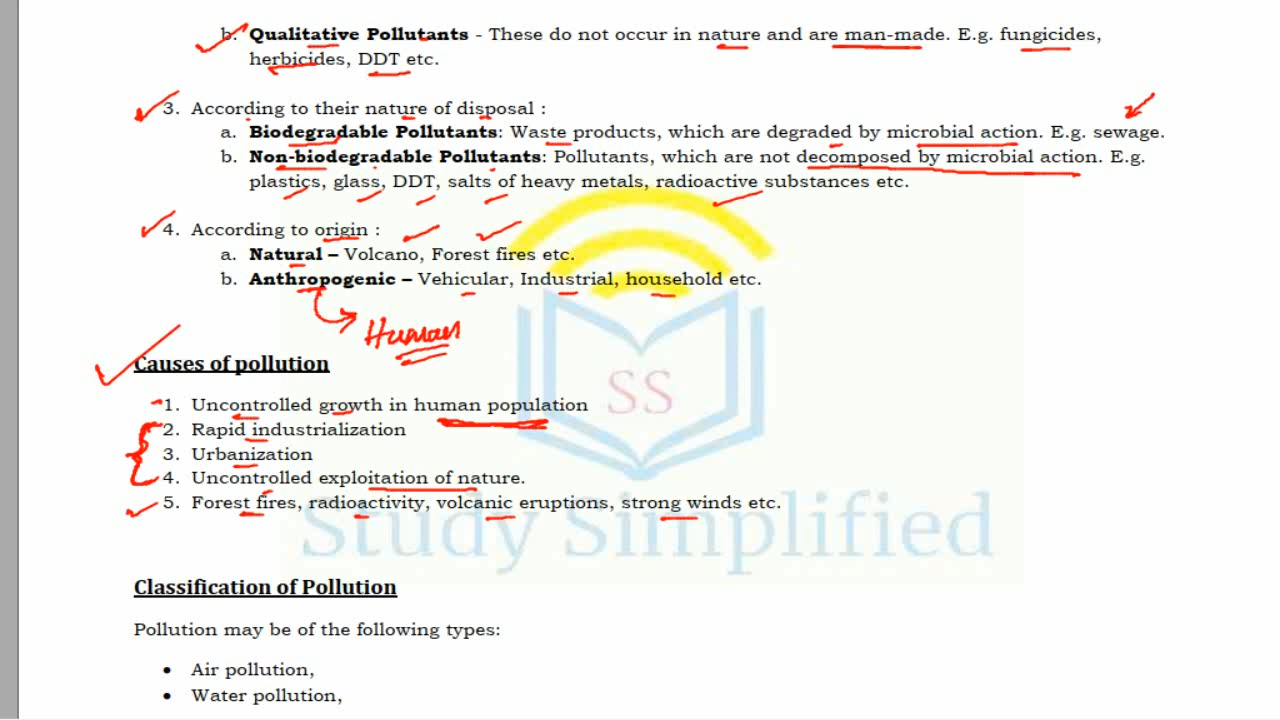 b. Qualitative Pollutants - These do not occur in nature and are man-made. E.g. fungicides,
herbicides, DDT etc.
3. According to their nature of disposal :
a. Biodegradable Pollutants: Waste products, which are degraded by microbial action. E.g. sewage.
b. Non-biodegradable Pollutants: Pollutants, which are not decomposed by microbial action. E.g.
plastics, glass, DDT, salts of heavy metals, radioactive substances etc.
4. According to origin :
a. Natural – Volcano, Forest fires etc.
b. Anthropogenic – Vehicular, Industrial, household etc.
Human
Causes of pollution
1. Uncontrolled growth in human population
2. Rapid industrialization
3. Urbanization
4. Uncontrolled exploitation of nature.
5. Forest fires, radioactivity, volcanic eruptions, strong winds etc.
SS
Study Simplified
Classification of Pollution
Pollution may be of the following types:
• Air pollution,
• Water pollution,